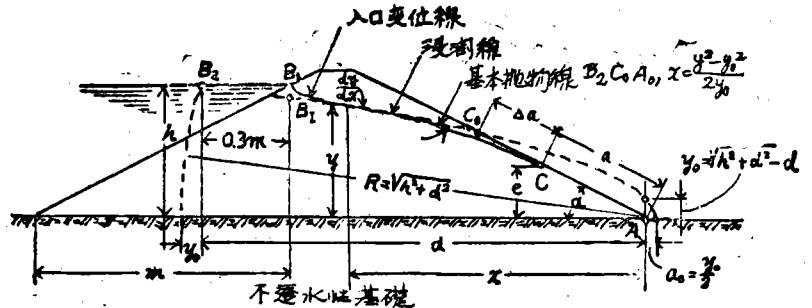 入口变位線
浸潤線
基本拋物線 B₂C₀A₀, x = (y²-y₀²)/2y₀
B₂
B₁
dy/dx
C₀
Δa
a
h
0.3m
y
R=√h²+d²
e
C
α
y₀=√h²+d²-d
A
y₀
d
a₀=y₀/2
m
x
不透水性基礎